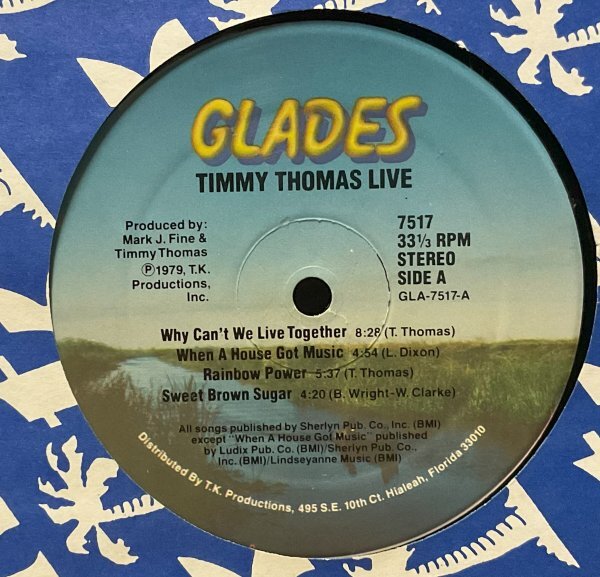 GLADES
TIMMY THOMAS LIVE
Produced by:
Mark J. Fine &
Timmy Thomas
Ⓟ1979, T.K.
Productions,
Inc.
7517
33 1/3 RPM
STEREO
SIDE A
GLA-7517-A
Why Can't We Live Together 8:28 (T. Thomas)
When A House Got Music 4:54 (L. Dixon)
Rainbow Power 5:37 (T. Thomas)
Sweet Brown Sugar 4:20 (B. Wright-W. Clarke)
All songs published by Sherlyn Pub. Co., Inc. (BMI)
except "When A House Got Music" published
by Ludix Pub. Co. (BMI)/Sherlyn Pub. Co.,
Inc. (BMI)/Lindseyanne Music (BMI)
Distributed By T.K. Productions, 495 S.E. 10th Ct. Hialeah, Florida 33010